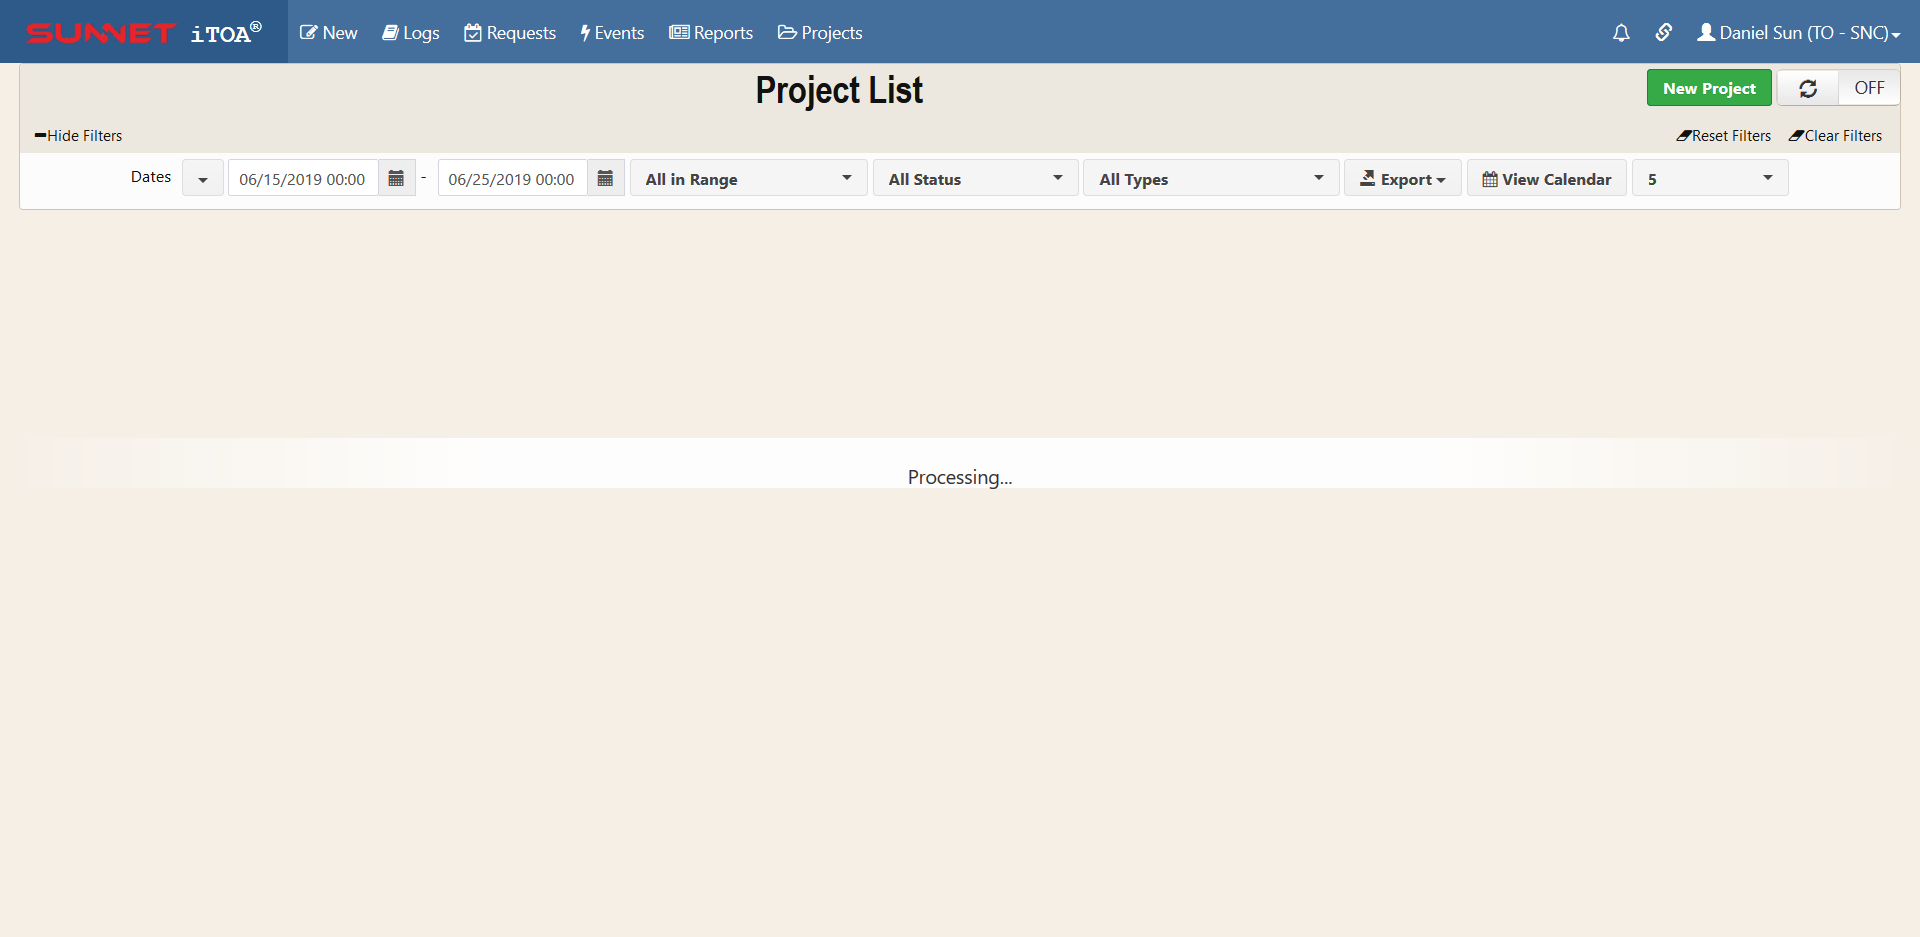 SUNNET iTOA® New Logs Requests Events Reports Projects Daniel Sun (TO - SNC)
Project List New Project OFF
Hide Filters Reset Filters Clear Filters
Dates 06/15/2019 00:00 - 06/25/2019 00:00 All in Range All Status All Types Export View Calendar 5
Processing...